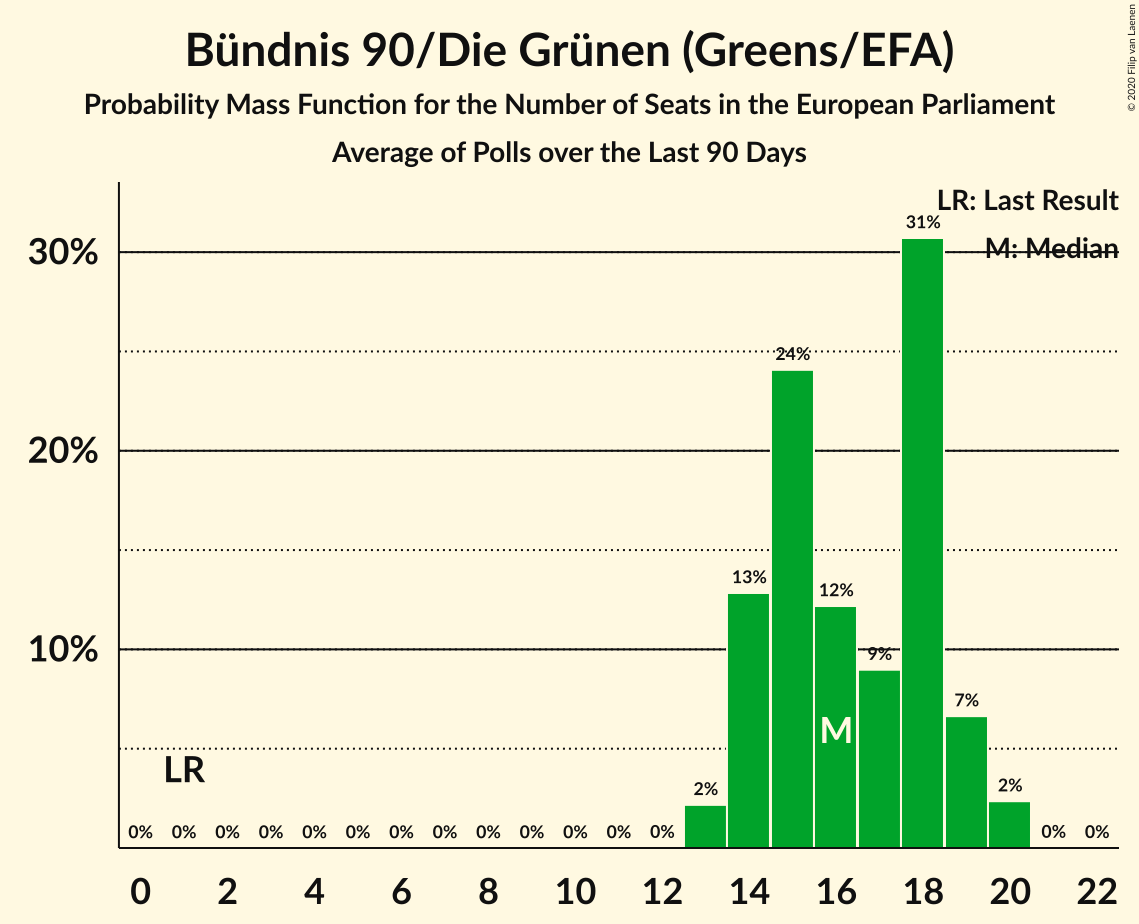 Bündnis 90/Die Grünen (Greens/EFA)
Probability Mass Function for the Number of Seats in the European Parliament
Average of Polls over the Last 90 Days
© 2020 Filip van Laenen
LR: Last Result
M: Median
30%
20%
10%
31%
24%
13%
12%
9%
7%
2%
2%
M
LR
0% 0% 0% 0% 0% 0% 0% 0% 0% 0% 0% 0% 0% 0% 0%
0 2 4 6 8 10 12 14 16 18 20 22